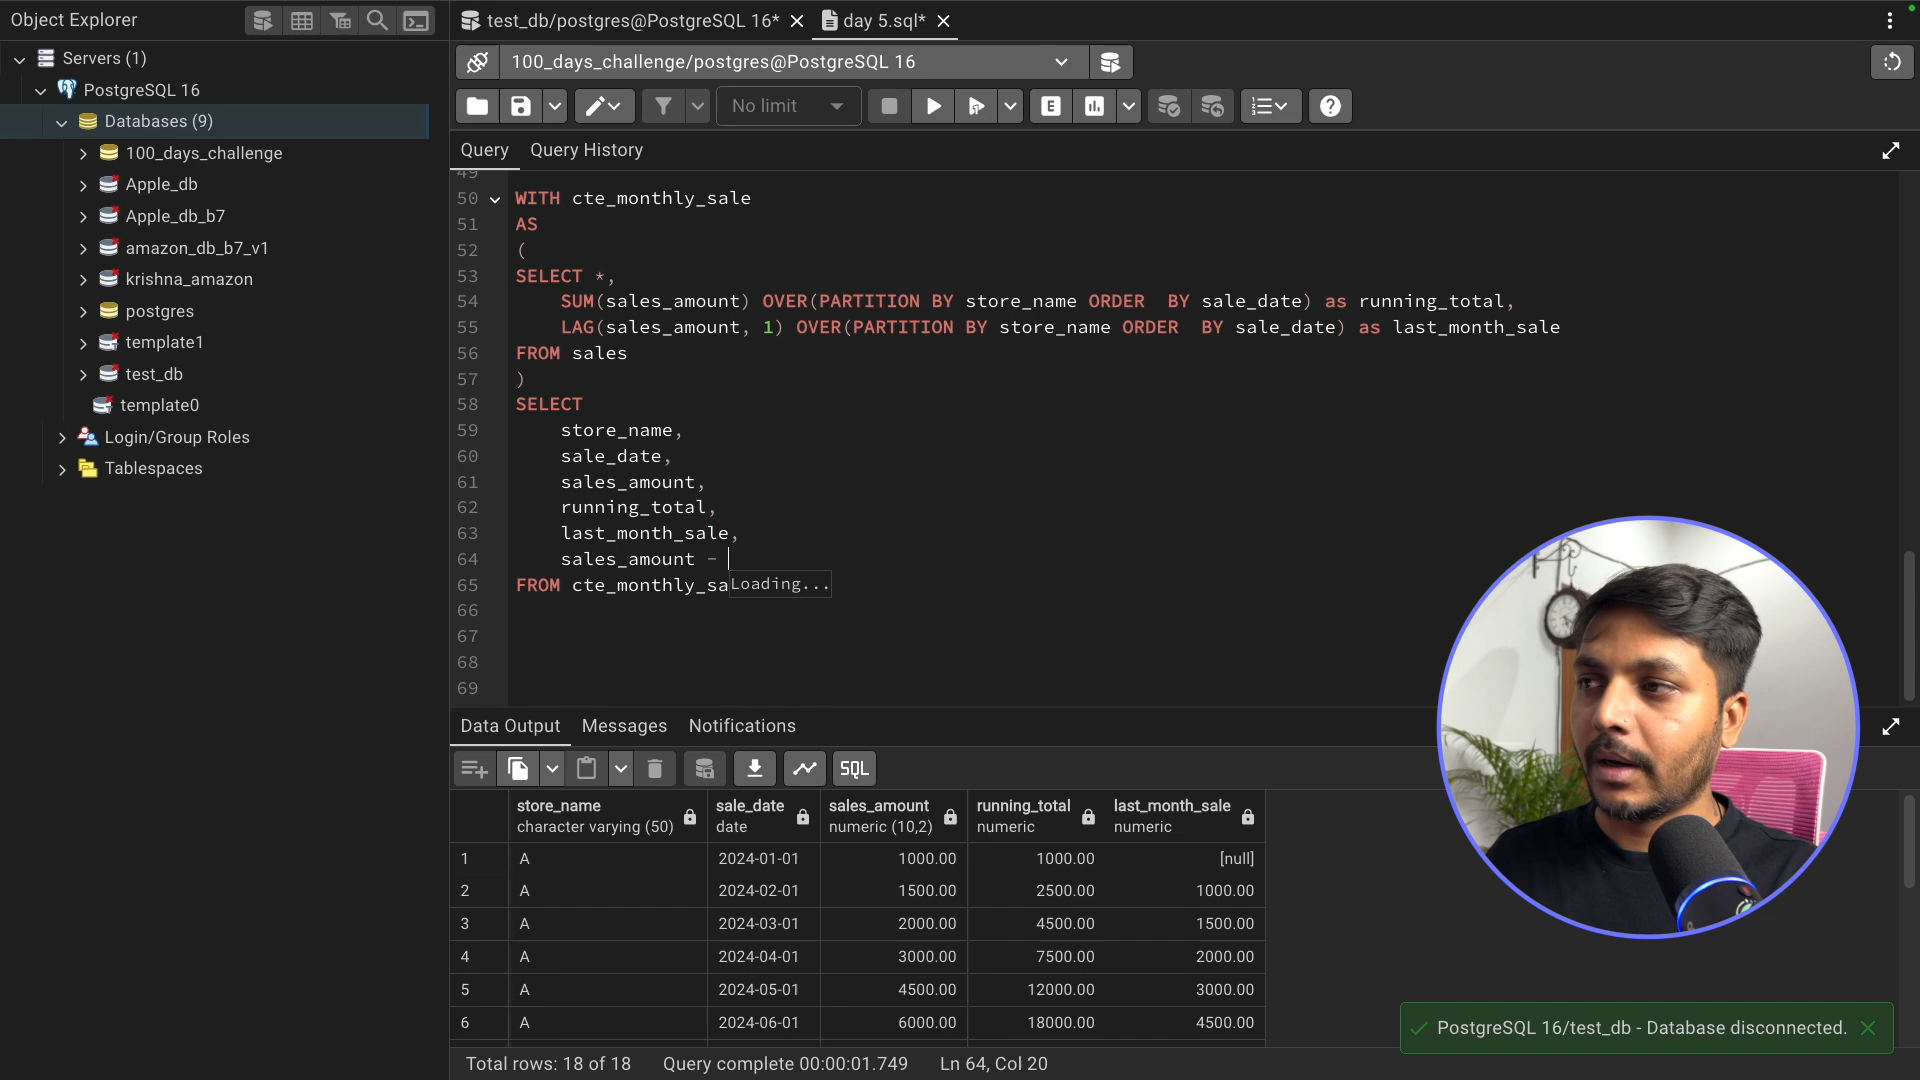 Object Explorer
Servers (1)
PostgreSQL 16
Databases (9)
100_days_challenge
Apple_db
Apple_db_b7
amazon_db_b7_v1
krishna_amazon
postgres
template1
test_db
template0
Login/Group Roles
Tablespaces
test_db/postgres@PostgreSQL 16*
day 5.sql*
100_days_challenge/postgres@PostgreSQL 16
No limit
E
Query Query History
49
50 WITH cte_monthly_sale
51 AS
52 (
53 SELECT *,
54 SUM(sales_amount) OVER(PARTITION BY store_name ORDER  BY sale_date) as running_total,
55 LAG(sales_amount, 1) OVER(PARTITION BY store_name ORDER  BY sale_date) as last_month_sale
56 FROM sales
57 )
58 SELECT
59 store_name,
60 sale_date,
61 sales_amount,
62 running_total,
63 last_month_sale,
64 sales_amount -
65 FROM cte_monthly_sa Loading...
66
67
68
69
Data Output Messages Notifications
SQL
store_name sale_date sales_amount running_total last_month_sale
character varying (50) date numeric (10,2) numeric numeric
1 A 2024-01-01 1000.00 1000.00 [null]
2 A 2024-02-01 1500.00 2500.00 1000.00
3 A 2024-03-01 2000.00 4500.00 1500.00
4 A 2024-04-01 3000.00 7500.00 2000.00
5 A 2024-05-01 4500.00 12000.00 3000.00
6 A 2024-06-01 6000.00 18000.00 4500.00
PostgreSQL 16/test_db - Database disconnected.
Total rows: 18 of 18 Query complete 00:00:01.749 Ln 64, Col 20